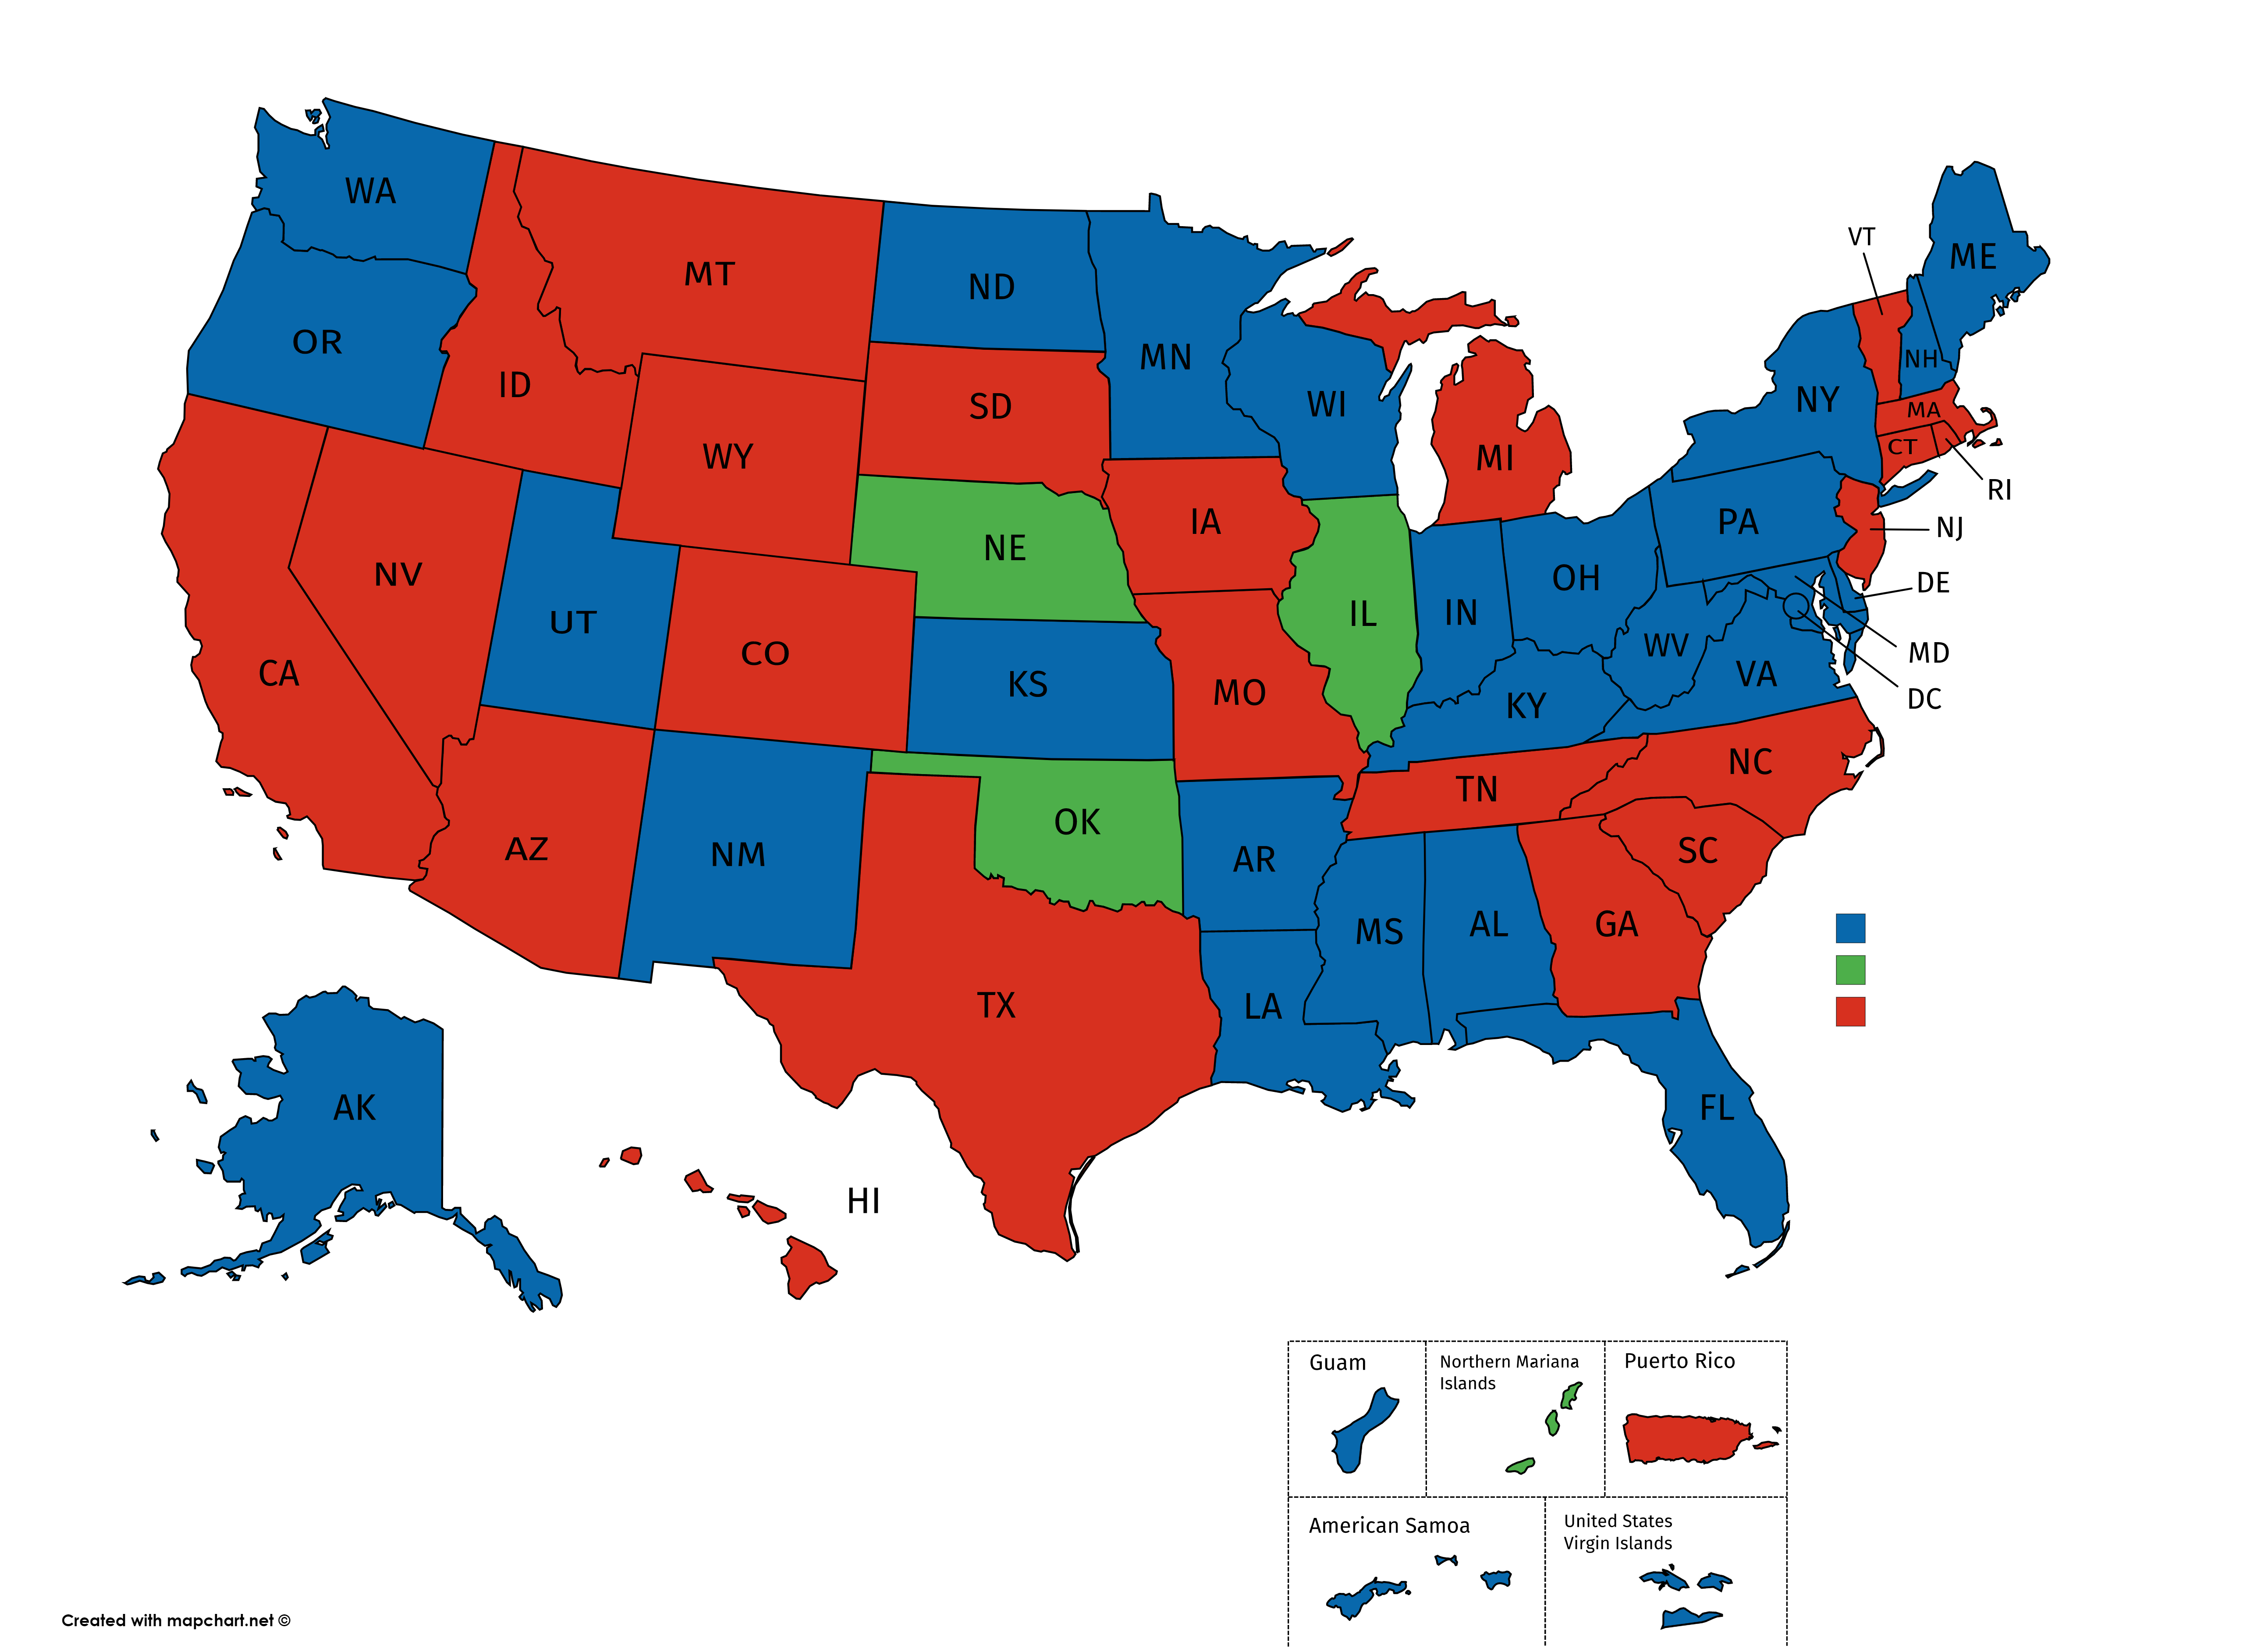 WA
OR
ID
MT
ND
MN
WI
SD
WY
MI
VT
ME
NH
NY
MA
CT
RI
NJ
PA
DE
MD
DC
NE
IA
IL
IN
OH
WV
VA
KY
NV
UT
CO
KS
MO
CA
AZ
NM
OK
AR
TN
NC
SC
TX
LA
MS
AL
GA
FL
AK
HI
Guam
Northern Mariana
Islands
Puerto Rico
American Samoa
United States
Virgin Islands
Created with mapchart.net ©